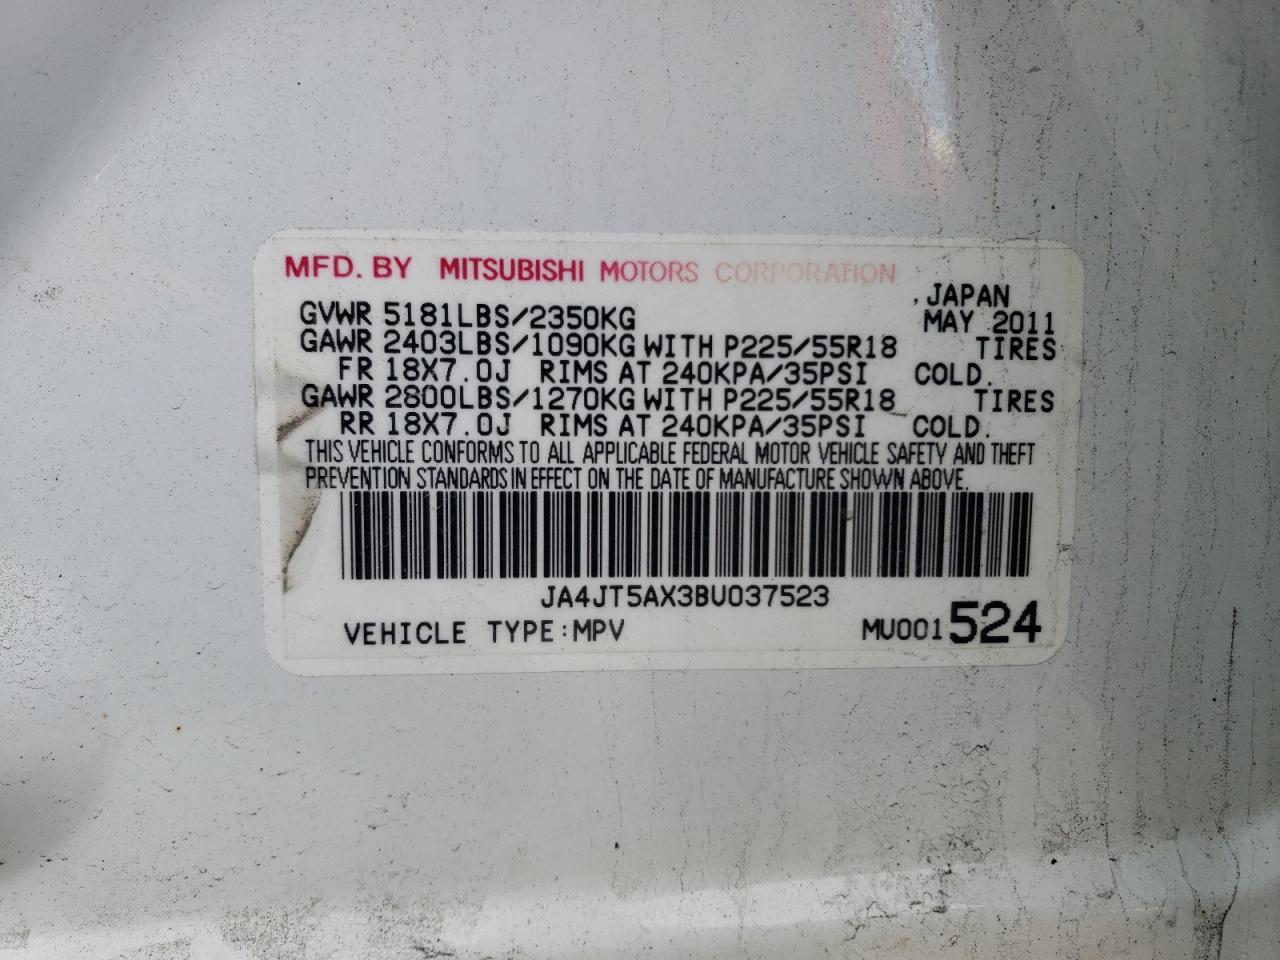 MFD. BY MITSUBISHI MOTORS CORPORATION
, JAPAN
GVWR 5181LBS/2350KG MAY 2011
GAWR 2403LBS/1090KG WITH P225/55R18 TIRES
FR 18X7.0J RIMS AT 240KPA/35PSI COLD.
GAWR 2800LBS/1270KG WITH P225/55R18 TIRES
RR 18X7.0J RIMS AT 240KPA/35PSI COLD.
THIS VEHICLE CONFORMS TO ALL APPLICABLE FEDERAL MOTOR VEHICLE SAFETY AND THEFT
PREVENTION STANDARDS IN EFFECT ON THE DATE OF MANUFACTURE SHOWN ABOVE.
JA4JT5AX3BU037523
VEHICLE TYPE:MPV MU001524